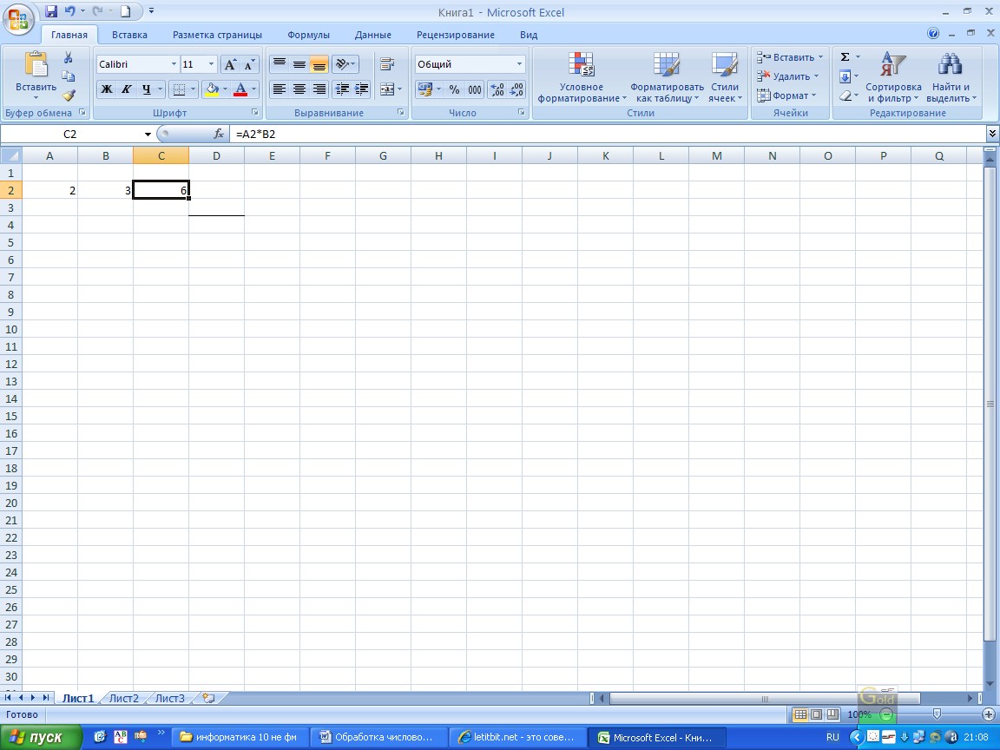 Книга1 - Microsoft Excel
Главная Вставка Разметка страницы Формулы Данные Рецензирование Вид
Calibri 11 Общий
Вставить
Ж К Ч % 000
Условное форматирование
Форматировать как таблицу
Стили ячеек
Вставить
Удалить
Формат
Σ
Сортировка и фильтр
Найти и выделить
Буфер обмена Шрифт Выравнивание Число Стили Ячейки Редактирование
C2 fx =A2*B2
A B C D E F G H I J K L M N O P Q
1
2 2 3 6
3
4
5
6
7
8
9
10
11
12
13
14
15
16
17
18
19
20
21
22
23
24
25
26
27
28
29
30
Лист1 Лист2 Лист3
Gold
Готово 100%
пуск информатика 10 не фм Обработка числово... letitbit.net - это сове... Microsoft Excel - Кни... RU 21:08